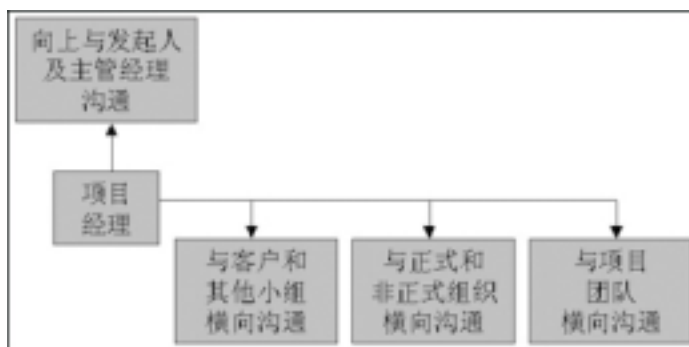 向上与发起人
及主管经理
沟通
项目
经理
与客户和
其他小组
横向沟通
与正式和
非正式组织
横向沟通
与项目
团队
横向沟通